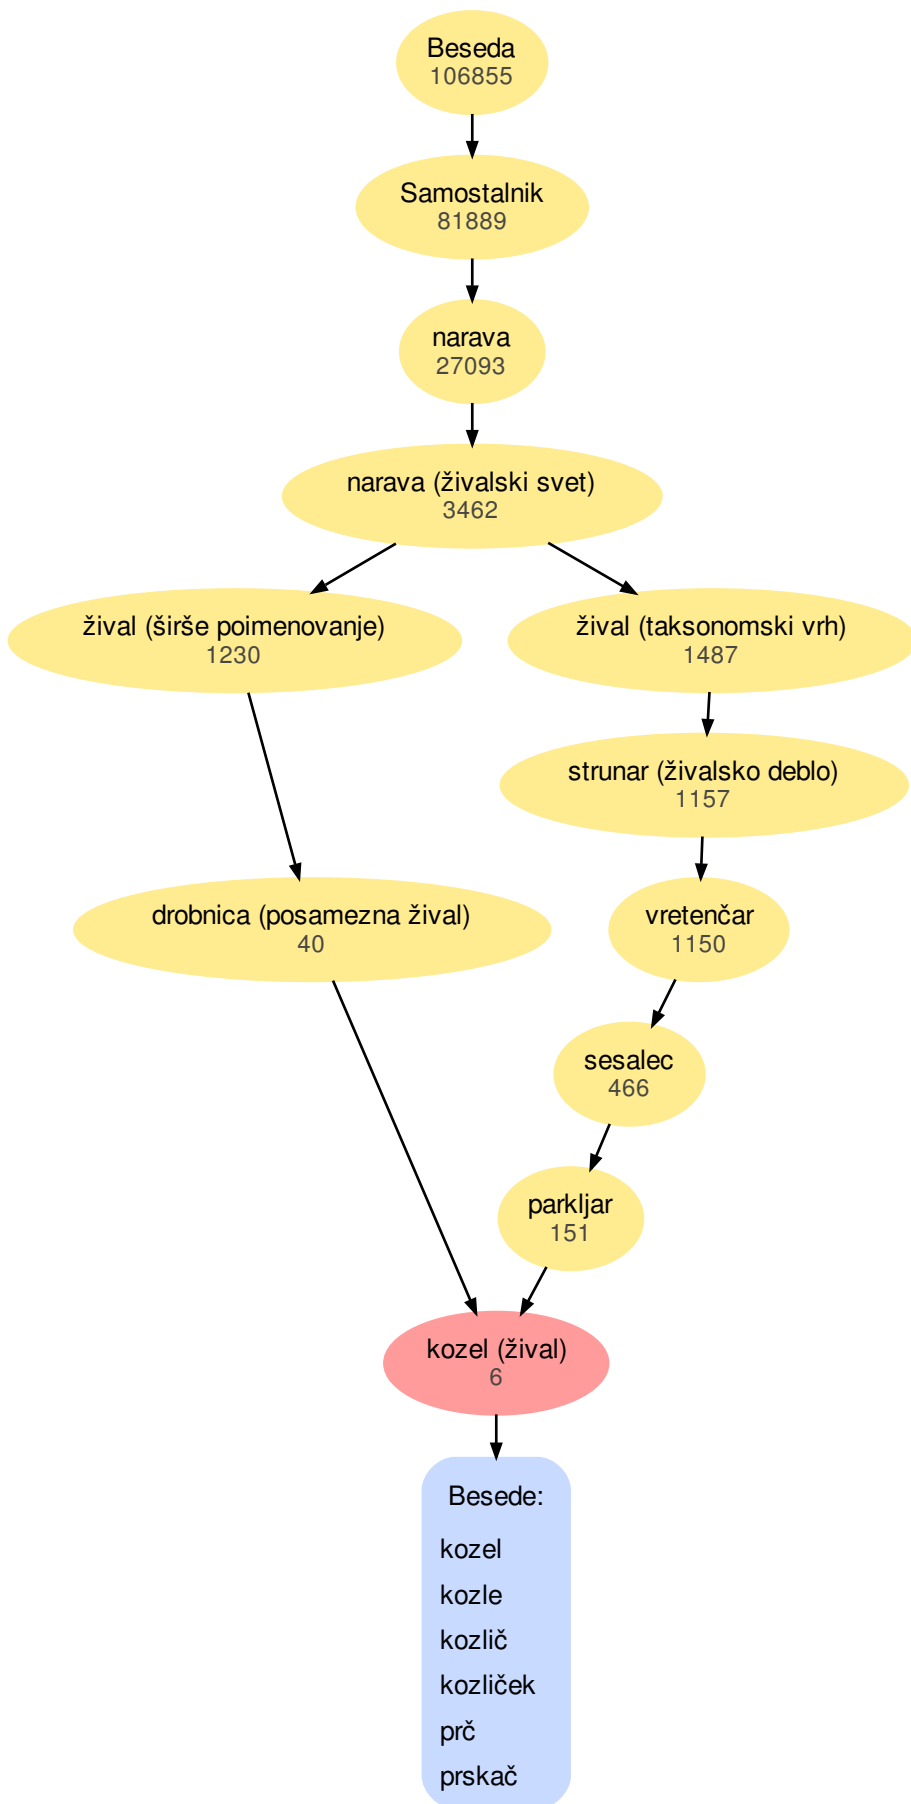 Beseda
106855
Samostalnik
81889
narava
27093
narava (živalski svet)
3462
žival (širše poimenovanje)
1230
žival (taksonomski vrh)
1487
strunar (živalsko deblo)
1157
drobnica (posamezna žival)
40
vretenčar
1150
sesalec
466
parkljar
151
kozel (žival)
6
Besede:
kozel
kozle
kozlič
kozliček
prč
prskač